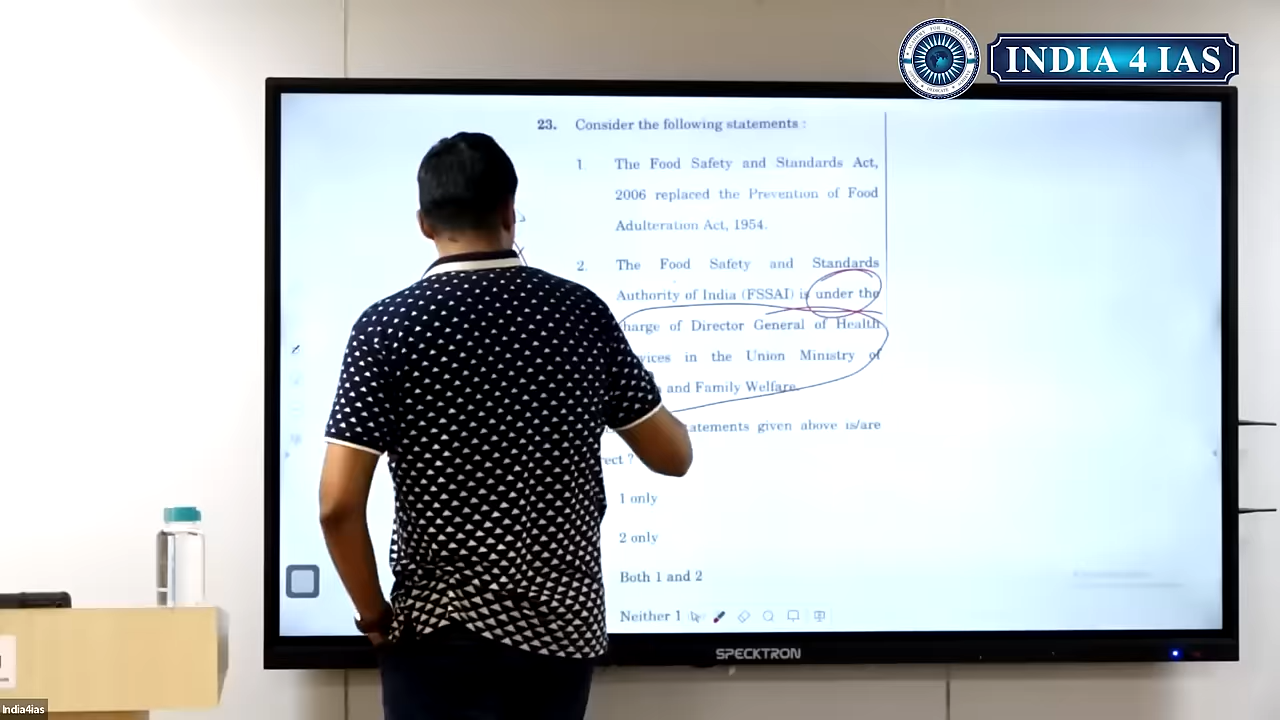 INDIA 4 IAS
23. Consider the following statements :
1. The Food Safety and Standards Act,
2006 replaced the Prevention of Food
Adulteration Act, 1954.
2. The Food Safety and Standards
Authority of India (FSSAI) is under the
harge of Director General of Health
vices in the Union Ministry of
and Family Welfare.
atements given above is/are
rect ?
1 only
2 only
Both 1 and 2
Neither 1
SPECKTRON
India4ias